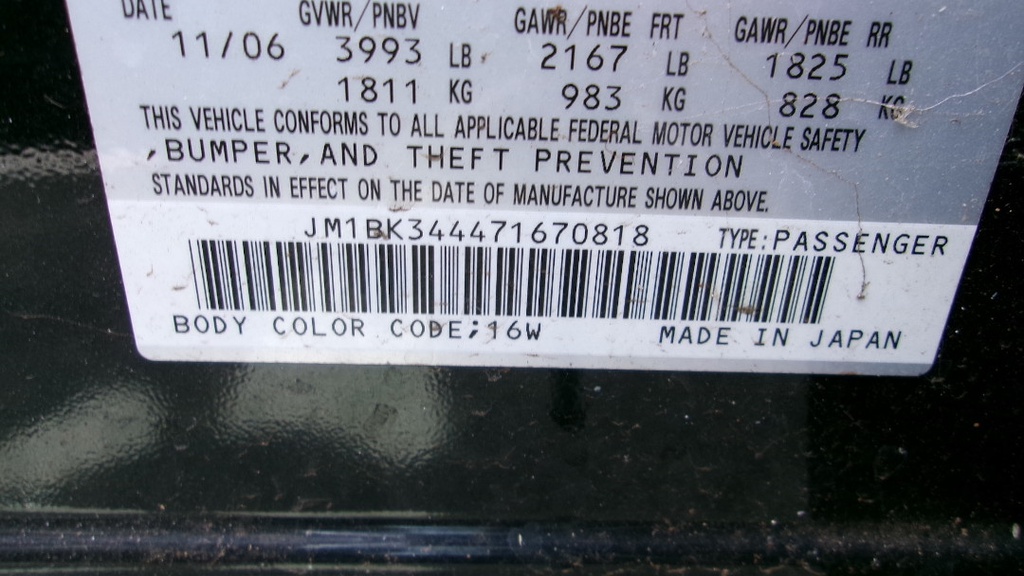 DATE GVWR/PNBV GAWR/PNBE FRT GAWR/PNBE RR
11/06 3993 LB 2167 LB 1825 LB
1811 KG 983 KG 828 KG
THIS VEHICLE CONFORMS TO ALL APPLICABLE FEDERAL MOTOR VEHICLE SAFETY
,BUMPER,AND THEFT PREVENTION
STANDARDS IN EFFECT ON THE DATE OF MANUFACTURE SHOWN ABOVE.
JM1BK344471670818 TYPE:PASSENGER
BODY COLOR CODE;16W MADE IN JAPAN